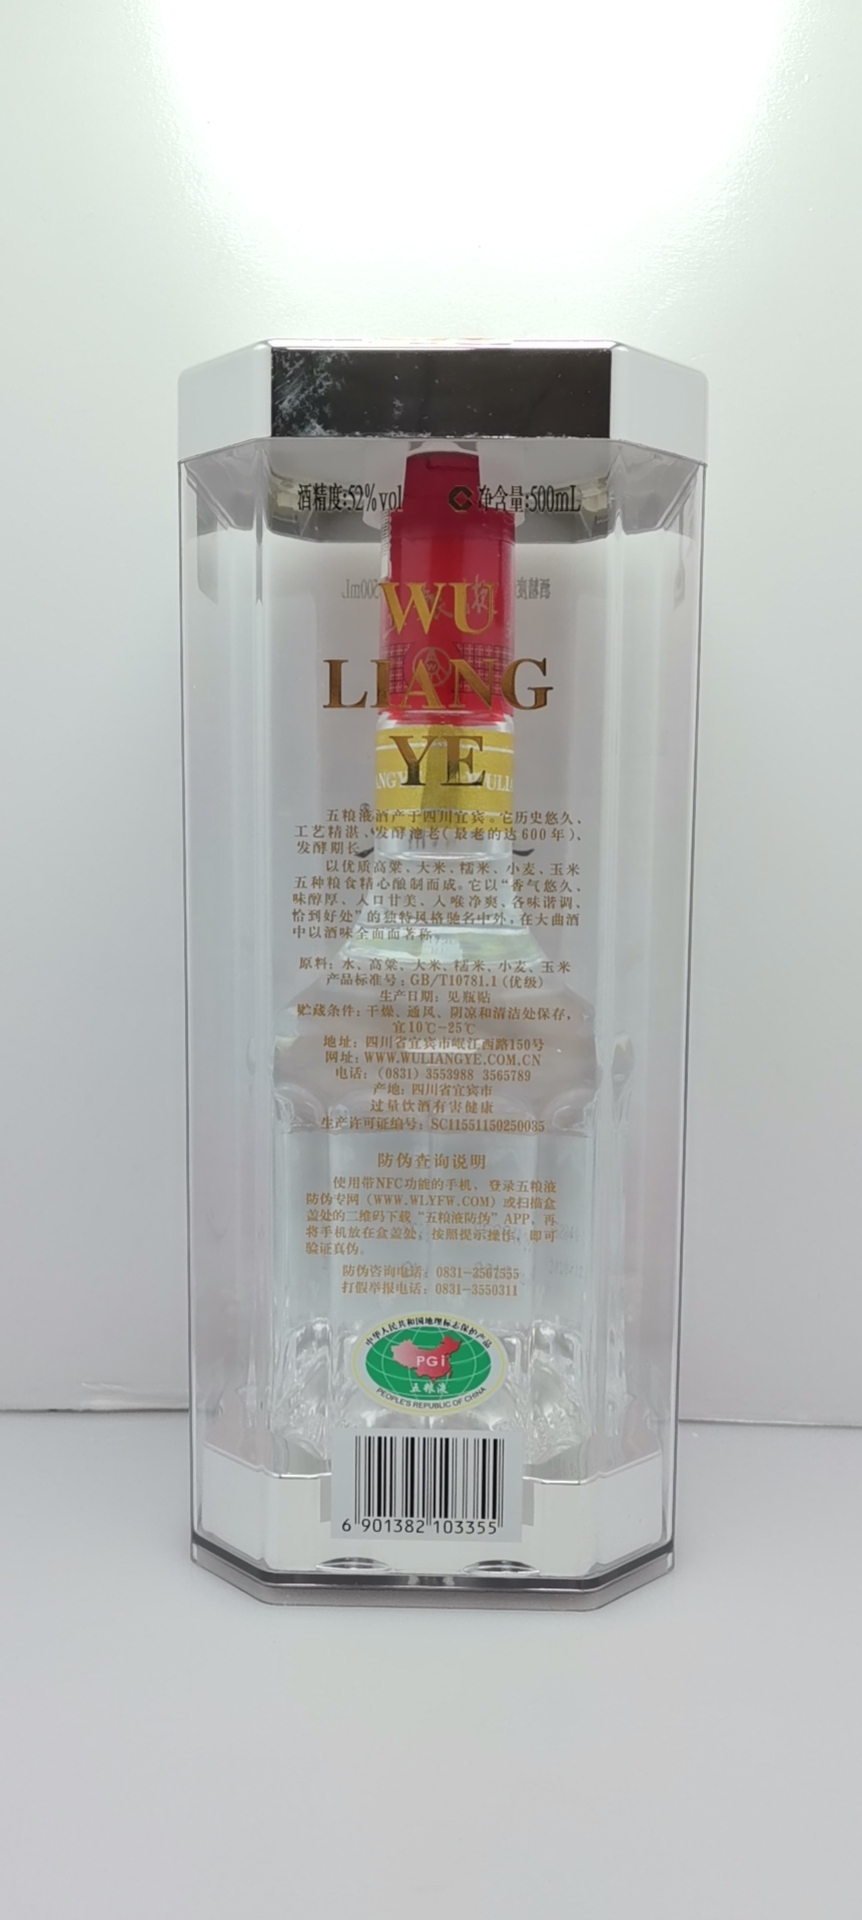 酒精度:52%vol 净含量:500mL
WU
LIANG
YE
五粮液酒产于四川宜宾。它历史悠久、
工艺精湛、发酵池老(最老的达600年)、
发酵期长。
以优质高粱、大米、糯米、小麦、玉米
五种粮食精心酿制而成。它以“香气悠久、
味醇厚、入口甘美、入喉净爽、各味谐调、
恰到好处”的独特风格驰名中外,在大曲酒
中以酒味全面而著称。
原料: 水、高粱、大米、糯米、小麦、玉米
产品标准号: GB/T10781.1(优级)
生产日期: 见瓶贴
贮藏条件: 干燥、通风、阴凉和清洁处保存,
宜10℃-25℃
地址: 四川省宜宾市岷江西路150号
网址: WWW.WULIANGYE.COM.CN
电话: (0831) 3553988 3565789
产地: 四川省宜宾市
过量饮酒有害健康
生产许可证编号: SC11551150250035
防伪查询说明
使用带NFC功能的手机, 登录五粮液
防伪专网 (WWW.WLYFW.COM) 或扫描盒
盖处的二维码下载“五粮液防伪”APP, 再
将手机放在盒盖处, 按照提示操作, 即可
验证真伪。
防伪咨询电话: 0831-3567555
打假举报电话: 0831-3550311
中华人民共和国地理标志保护产品
PGI
五粮液
PEOPLE'S REPUBLIC OF CHINA
6 901382 103355